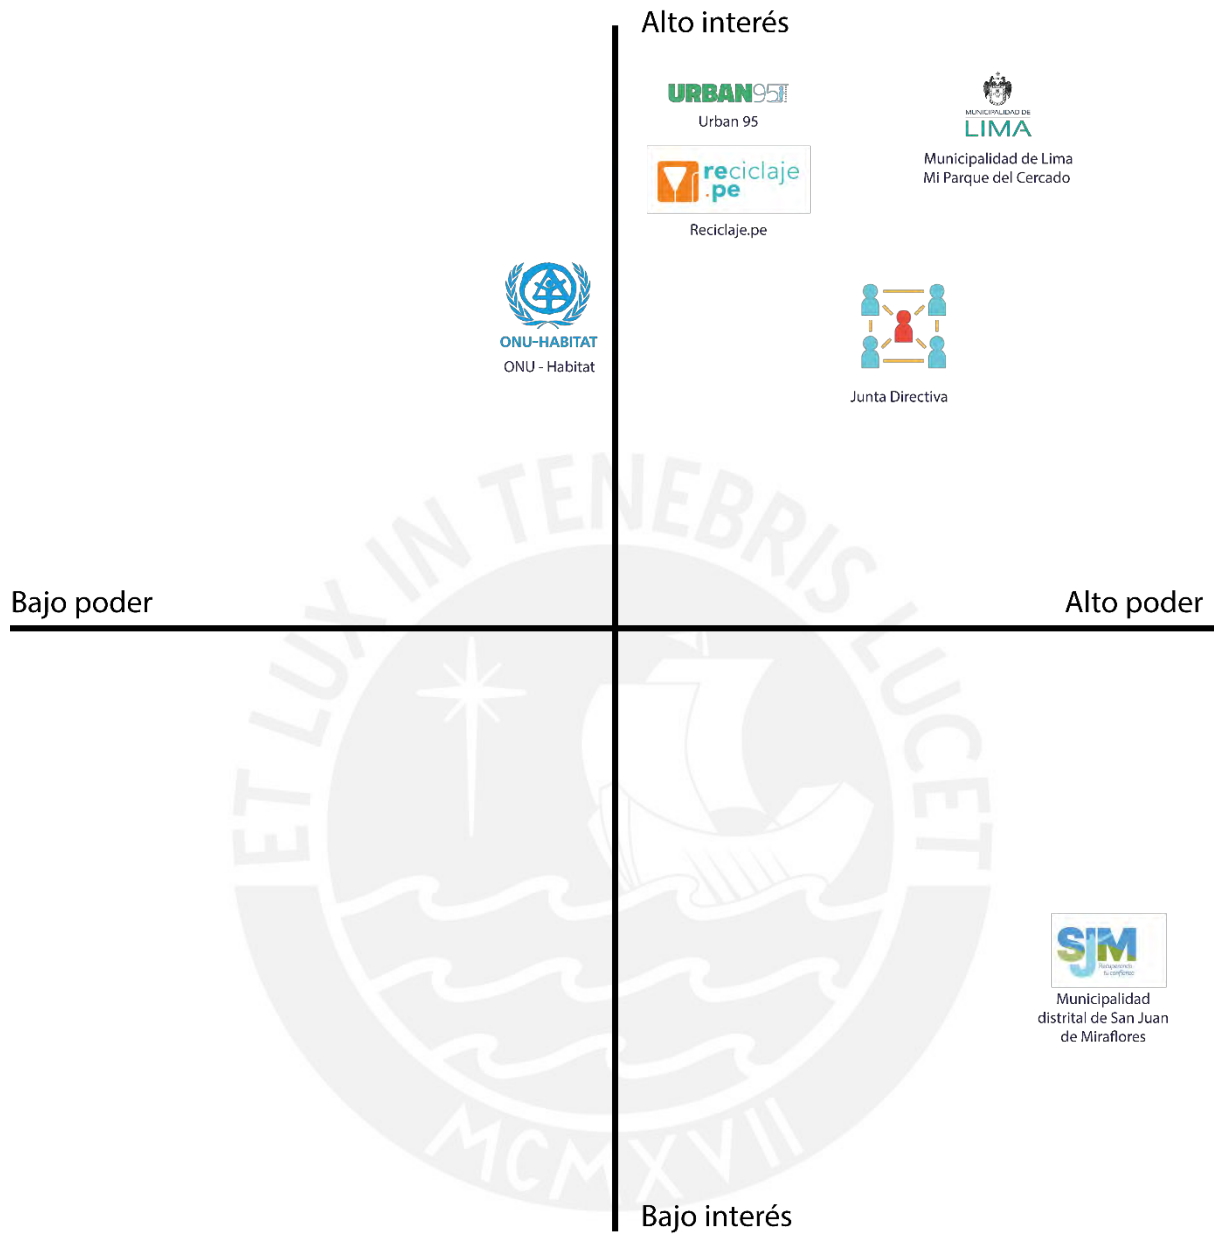 Alto interés
URBAN95
Urban 95
MUNICIPALIDAD DE
LIMA
Municipalidad de Lima
Mi Parque del Cercado
reciclaje
.pe
Reciclaje.pe
ONU-HABITAT
ONU - Habitat
Junta Directiva
Bajo poder
Alto poder
ET LUX IN TENEBRIS LUCET
SJM
tu confianza
Municipalidad
distrital de San Juan
de Miraflores
MCMXVII
Bajo interés